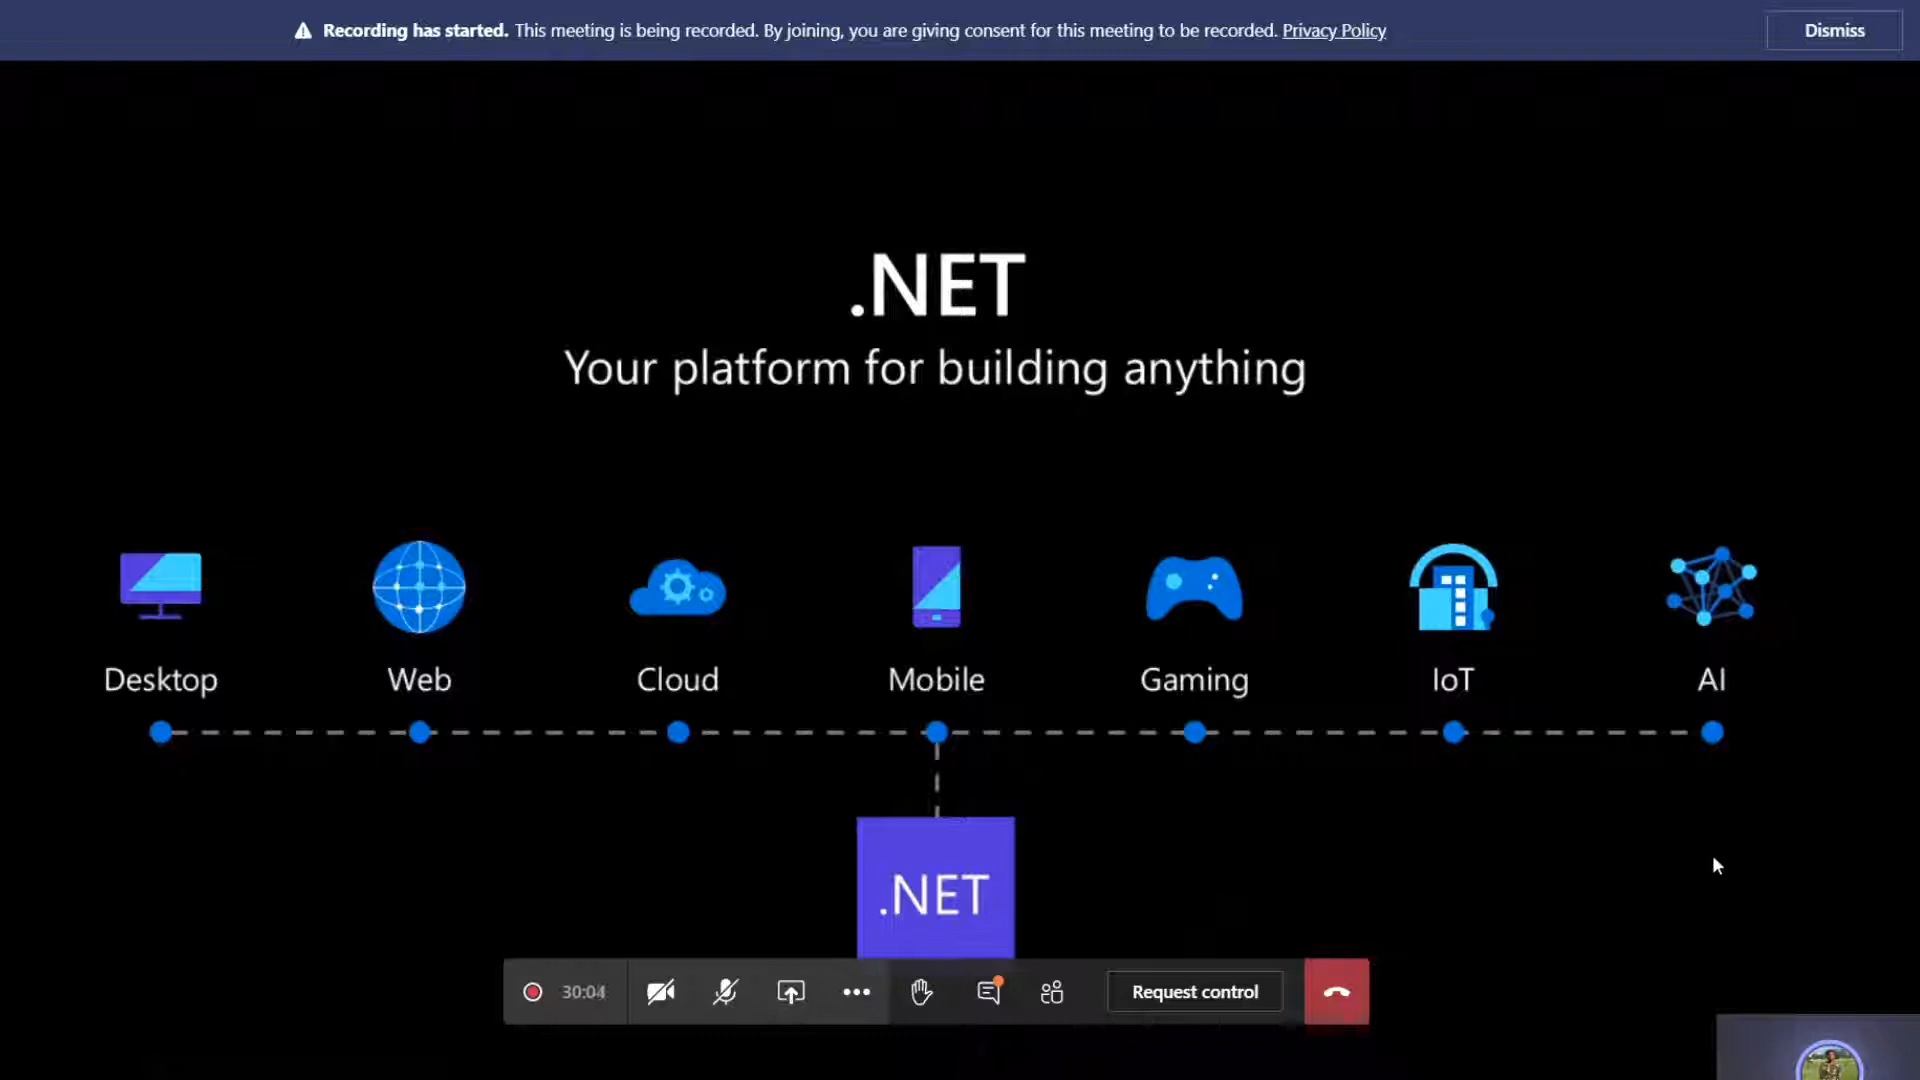 Recording has started. This meeting is being recorded. By joining, you are giving consent for this meeting to be recorded. Privacy Policy
Dismiss
.NET
Your platform for building anything
Desktop
Web
Cloud
Mobile
Gaming
IoT
AI
.NET
30:04
Request control